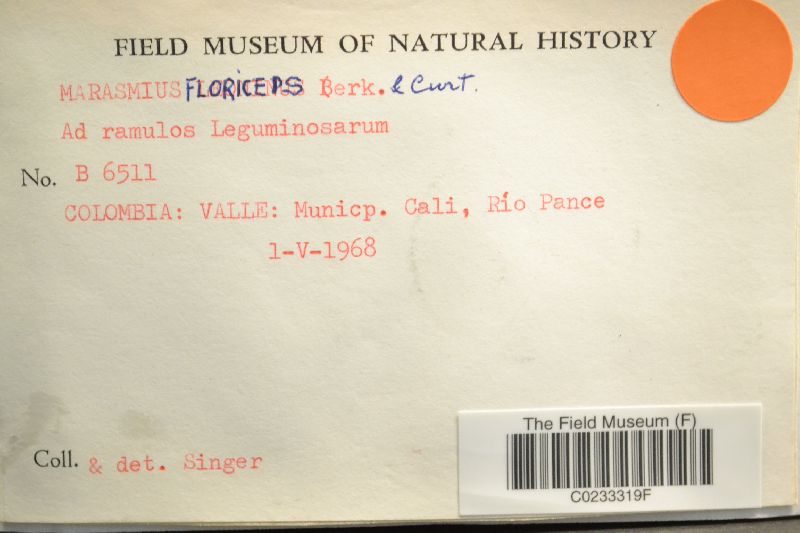 FIELD MUSEUM OF NATURAL HISTORY
MARASMIUS FLORICEPS Berk. & Curt.
Ad ramulos Leguminosarum
No. B 6511
COLOMBIA: VALLE: Municp. Cali, Río Pance
1-V-1968
Coll. & det. Singer
The Field Museum (F)
C0233319F